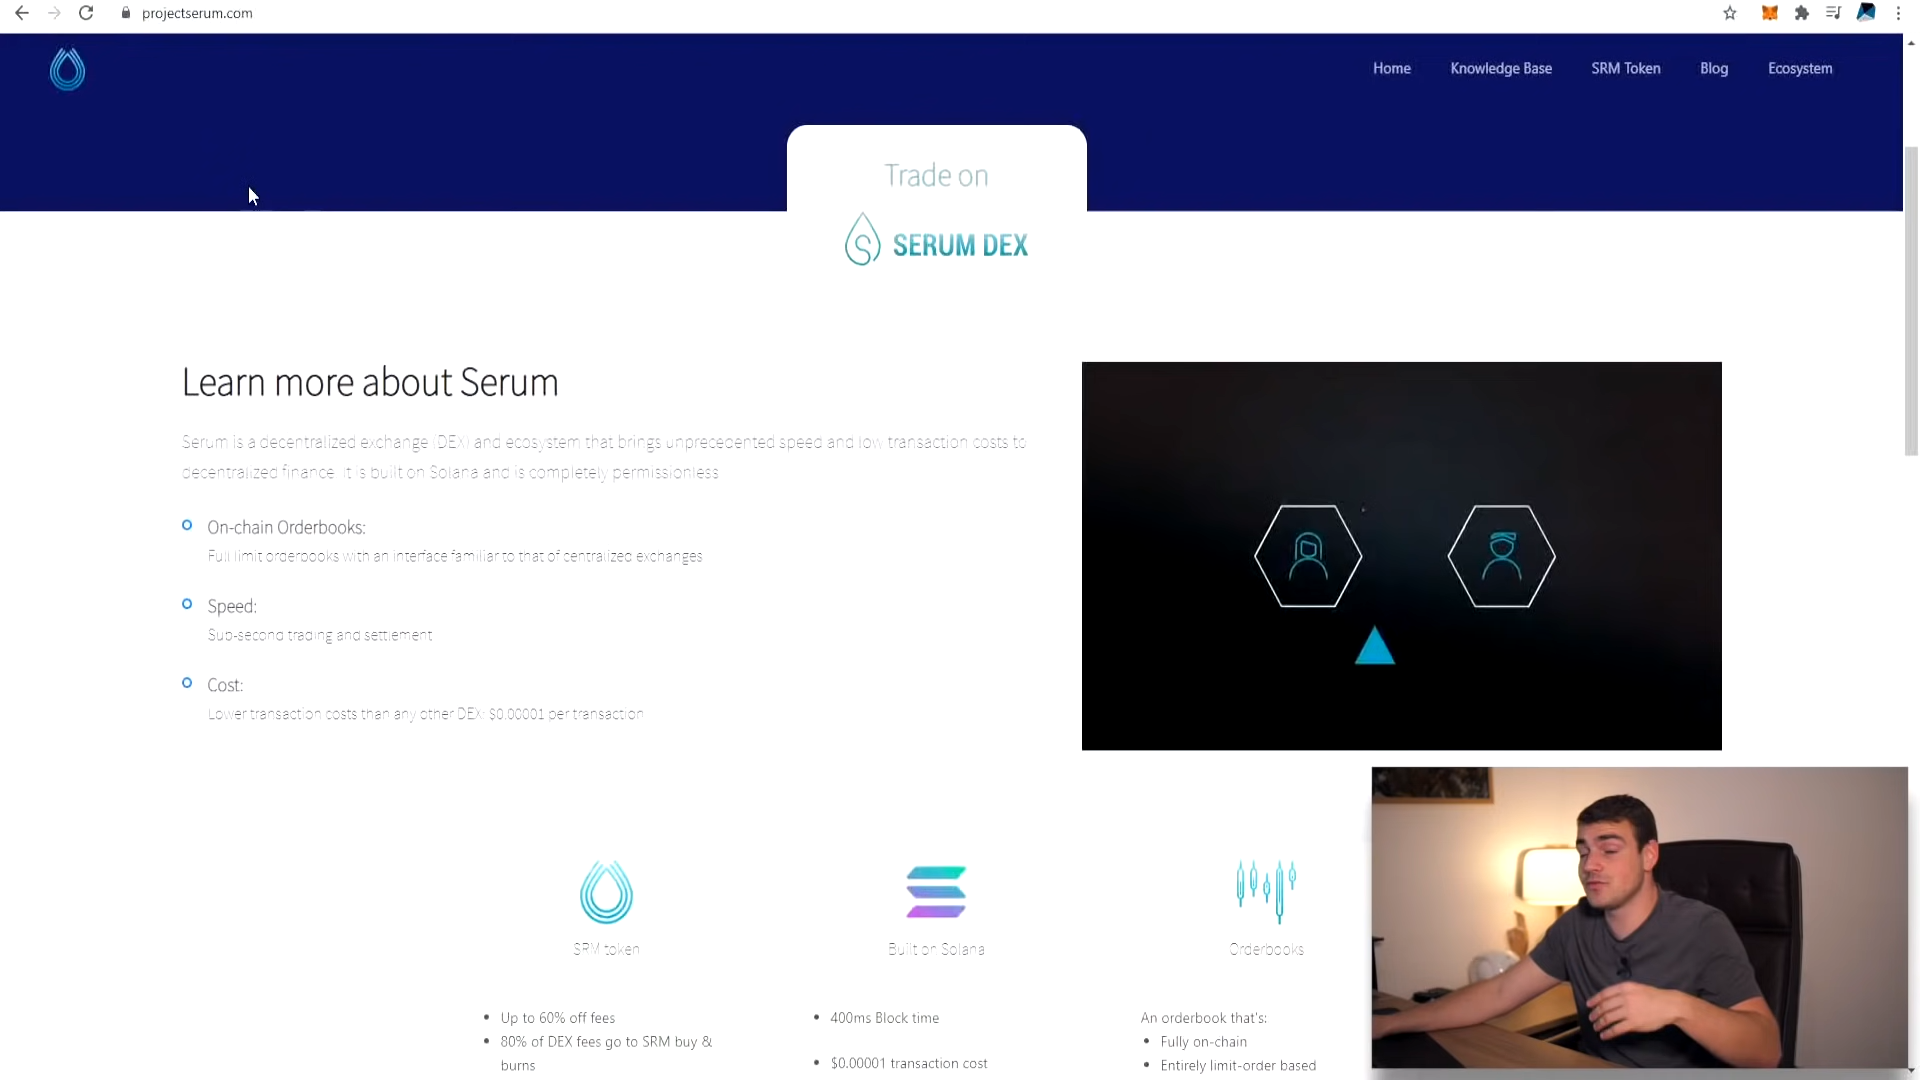 projectserum.com
Home
Knowledge Base
SRM Token
Blog
Ecosystem
Trade on
SERUM DEX
Learn more about Serum
Serum is a decentralized exchange (DEX) and ecosystem that brings unprecedented speed and low transaction costs to
decentralized finance. It is built on Solana and is completely permissionless.
On-chain Orderbooks:
Full limit orderbooks with an interface familiar to that of centralized exchanges
Speed:
Sub-second trading and settlement
Cost:
Lower transaction costs than any other DEX: $0.00001 per transaction
SRM token
Built on Solana
Orderbooks
Up to 60% off fees
80% of DEX fees go to SRM buy &
burns
400ms Block time
$0.00001 transaction cost
An orderbook that's:
Fully on-chain
Entirely limit-order based